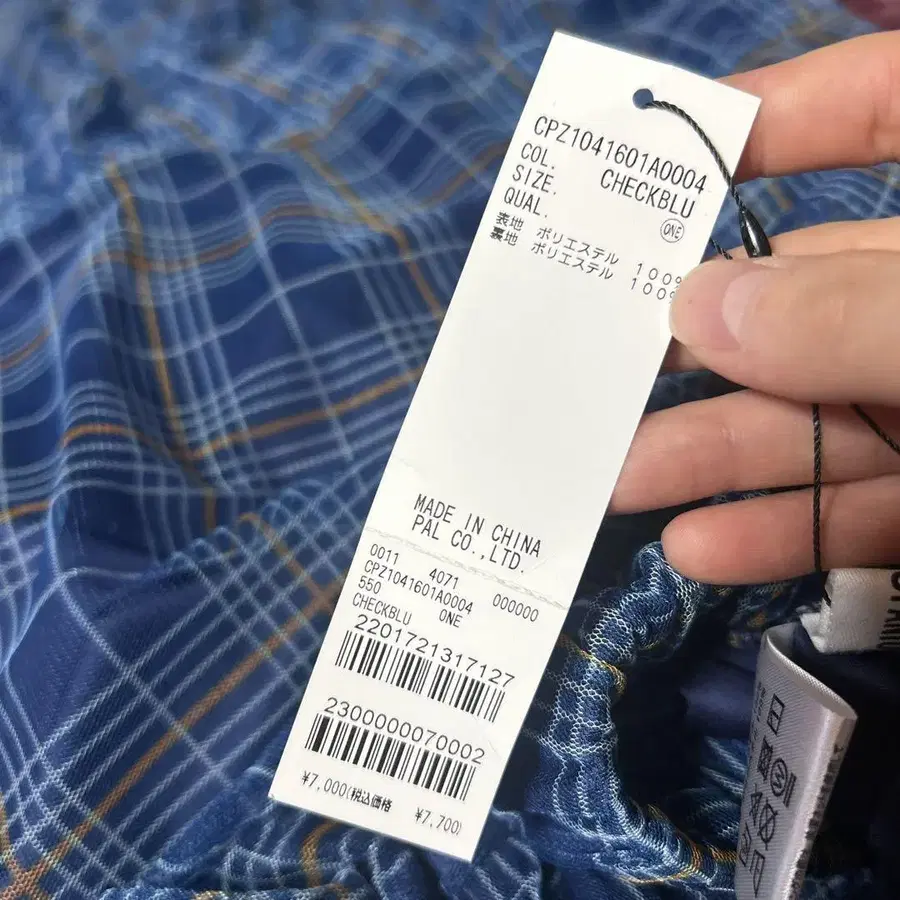 CPZ1041601A0004
COL. CHECKBLU
SIZE. ONE
QUAL.
表地 ポリエステル 100%
裏地 ポリエステル 100%
MADE IN CHINA
PAL CO.,LTD.
0011 4071 000000
CPZ1041601A0004
550 ONE
CHECKBLU
2201721317127
2300000070002
¥7,000(税込価格 ¥7,700)